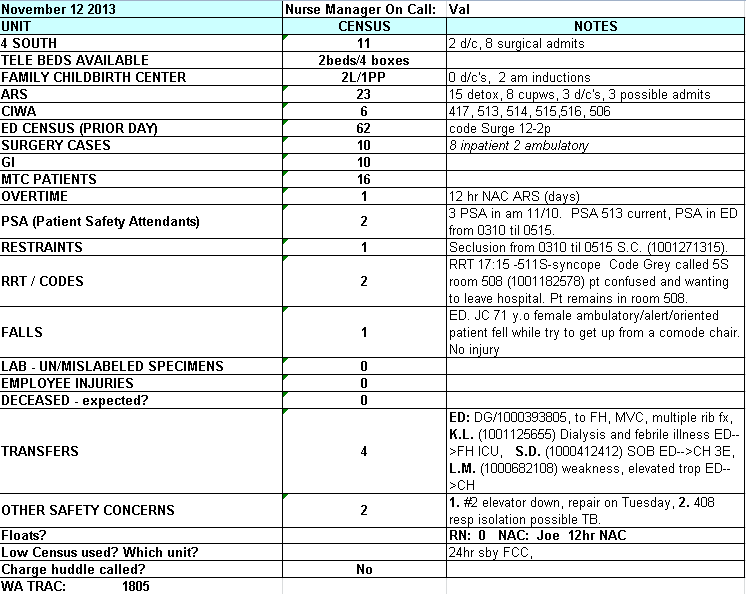 November 12 2013 Nurse Manager On Call: Val
UNIT CENSUS NOTES
4 SOUTH 11 2 d/c, 8 surgical admits
TELE BEDS AVAILABLE 2beds/4 boxes
FAMILY CHILDBIRTH CENTER 2L/1PP 0 d/c's, 2 am inductions
ARS 23 15 detox, 8 cupws, 3 d/c's, 3 possible admits
CIWA 6 417, 513, 514, 515,516, 506
ED CENSUS (PRIOR DAY) 62 code Surge 12-2p
SURGERY CASES 10 8 inpatient 2 ambulatory
GI 10
MTC PATIENTS 16
OVERTIME 1 12 hr NAC ARS (days)
PSA (Patient Safety Attendants) 2 3 PSA in am 11/10. PSA 513 current, PSA in ED
from 0310 til 0515.
RESTRAINTS 1 Seclusion from 0310 til 0515 S.C. (1001271315).
RRT / CODES 2 RRT 17:15 -511S-syncope Code Grey called 5S
room 508 (1001182578) pt confused and wanting
to leave hospital. Pt remains in room 508.
FALLS 1 ED. JC 71 y.o female ambulatory/alert/oriented
patient fell while try to get up from a comode chair.
No injury
LAB - UN/MISLABELED SPECIMENS 0
EMPLOYEE INJURIES 0
DECEASED - expected? 0
TRANSFERS 4 ED: DG/1000393805, to FH, MVC, multiple rib fx,
K.L. (1001125655) Dialysis and febrile illness ED--
>FH ICU, S.D. (1000412412) SOB ED-->CH 3E,
L.M. (1000682108) weakness, elevated trop ED--
>CH
OTHER SAFETY CONCERNS 2 1. #2 elevator down, repair on Tuesday, 2. 408
resp isolation possible TB.
Floats? RN: 0 NAC: Joe 12hr NAC
Low Census used? Which unit? 24hr sby FCC,
Charge huddle called? No
WA TRAC: 1805